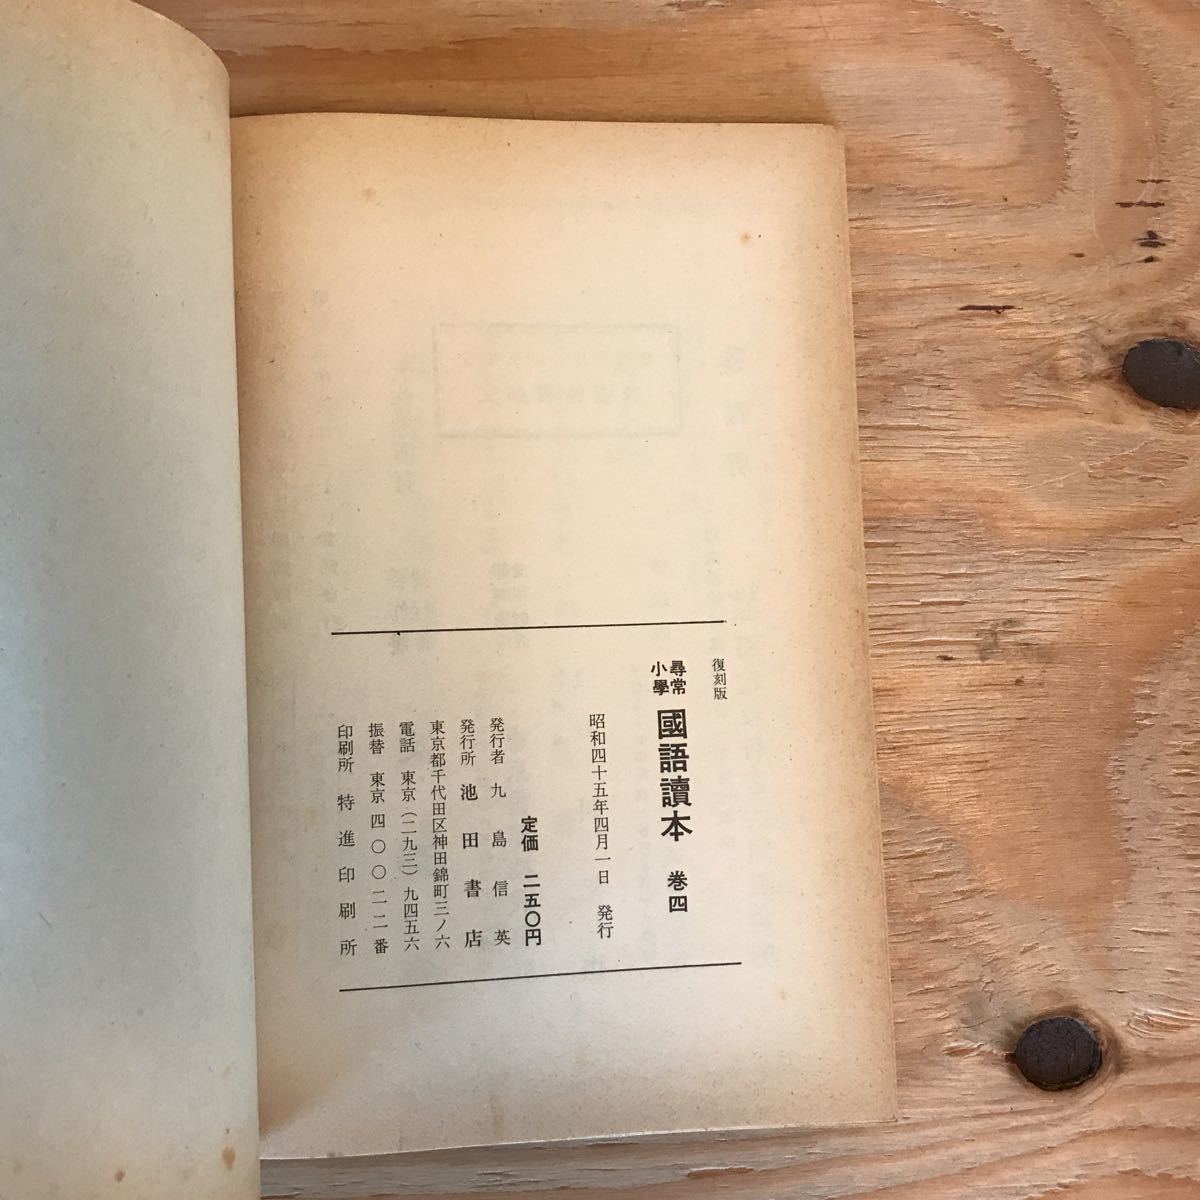 復刻版
尋常小學 國語讀本 巻四
昭和四十五年四月一日 発行
定価 二五〇円
発行者 九島信英
発行所 池田書店
東京都千代田区神田錦町三ノ六
電話 東京(二九三)九四五六
振替 東京 四〇〇二二番
印刷所 特進印刷所